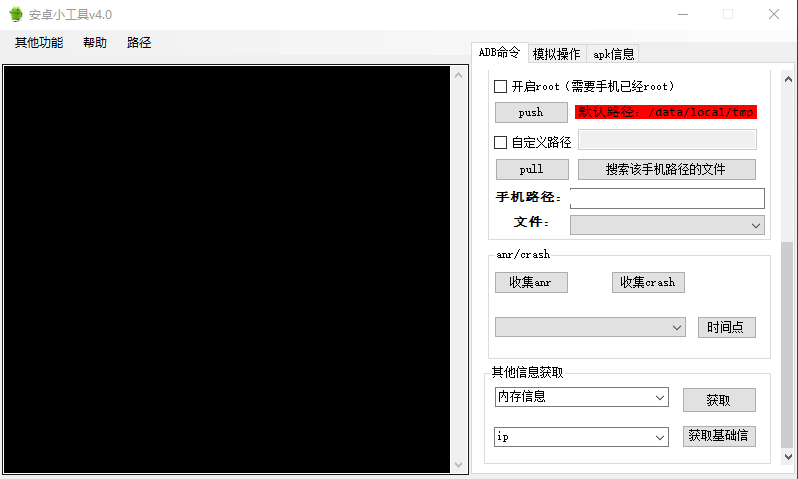 安卓小工具v4.0
其他功能 帮助 路径
ADB命令 模拟操作 apk信息
开启root（需要手机已经root）
push 默认路径：/data/local/tmp
自定义路径
pull 搜索该手机路径的文件
手机路径：
文件：
anr/crash
收集anr 收集crash
时间点
其他信息获取
内存信息 获取
ip 获取基础信